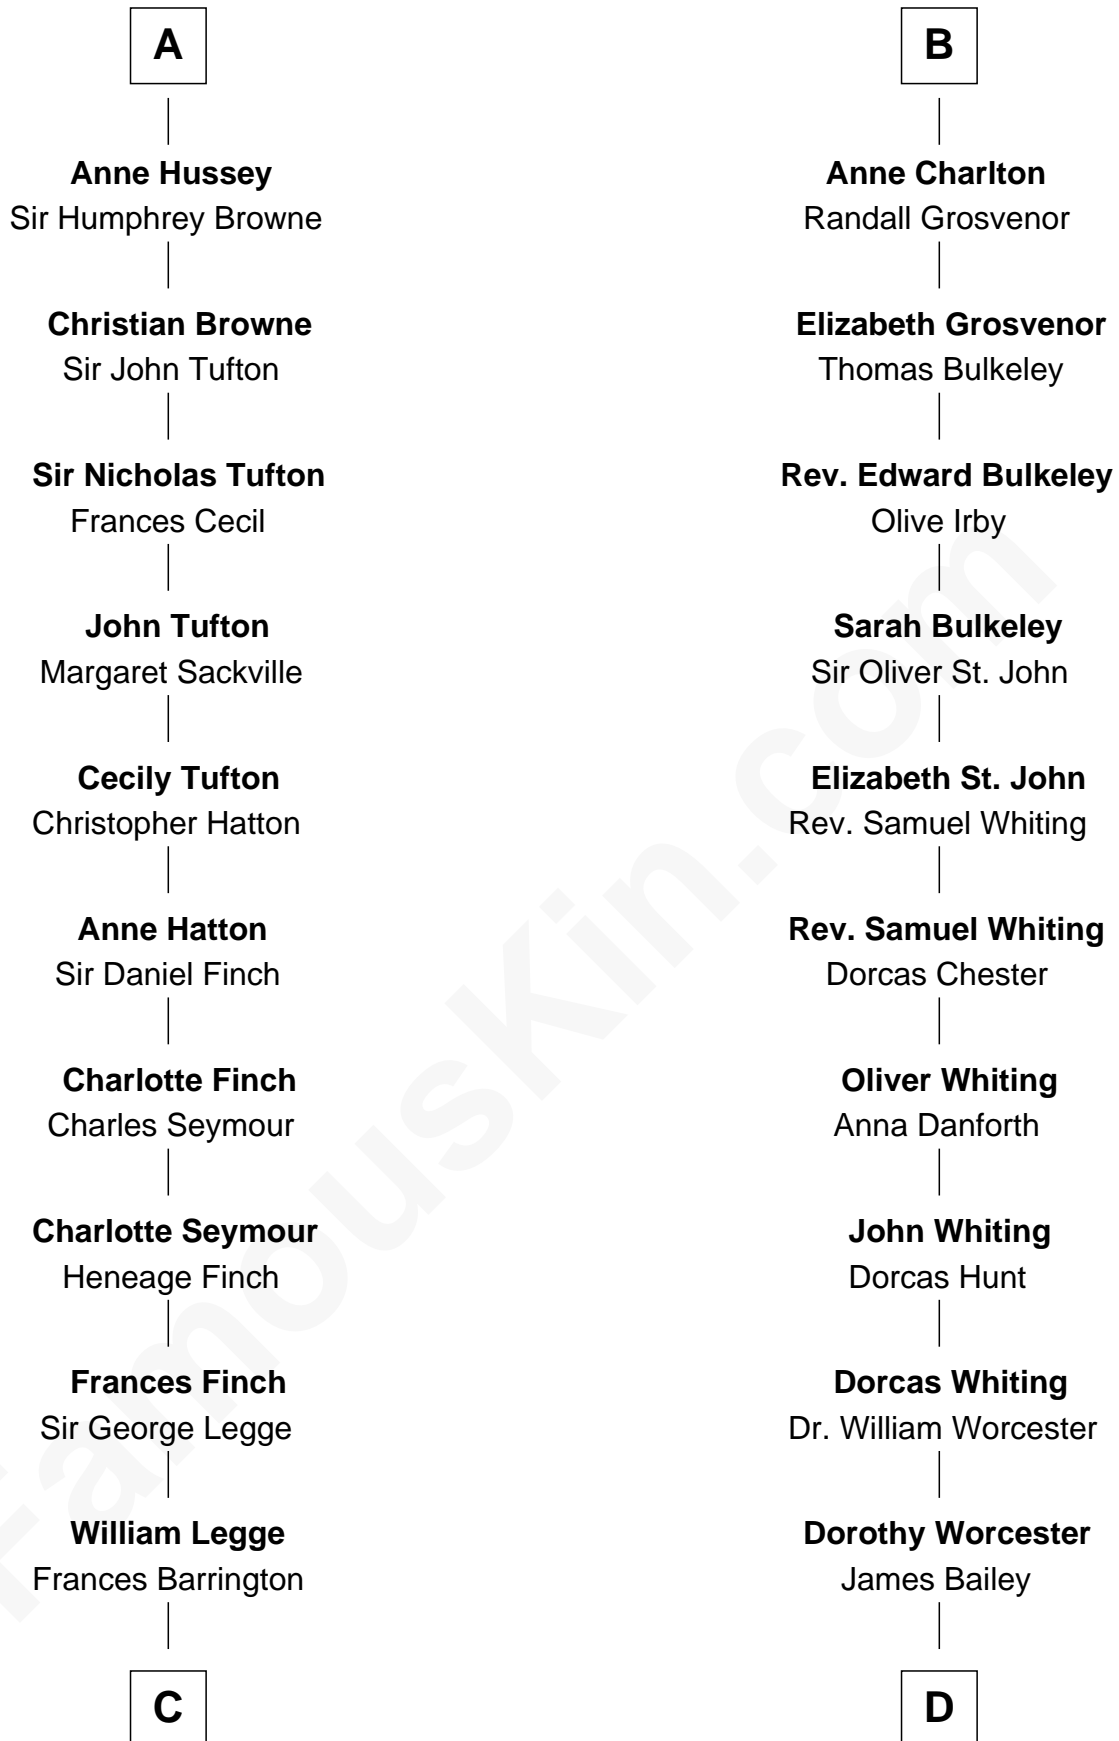 A
Anne Hussey
Sir Humphrey Browne
Christian Browne
Sir John Tufton
Sir Nicholas Tufton
Frances Cecil
John Tufton
Margaret Sackville
Cecily Tufton
Christopher Hatton
Anne Hatton
Sir Daniel Finch
Charlotte Finch
Charles Seymour
Charlotte Seymour
Heneage Finch
Frances Finch
Sir George Legge
William Legge
Frances Barrington
C
B
Anne Charlton
Randall Grosvenor
Elizabeth Grosvenor
Thomas Bulkeley
Rev. Edward Bulkeley
Olive Irby
Sarah Bulkeley
Sir Oliver St. John
Elizabeth St. John
Rev. Samuel Whiting
Rev. Samuel Whiting
Dorcas Chester
Oliver Whiting
Anna Danforth
John Whiting
Dorcas Hunt
Dorcas Whiting
Dr. William Worcester
Dorothy Worcester
James Bailey
D
FamousKin.com